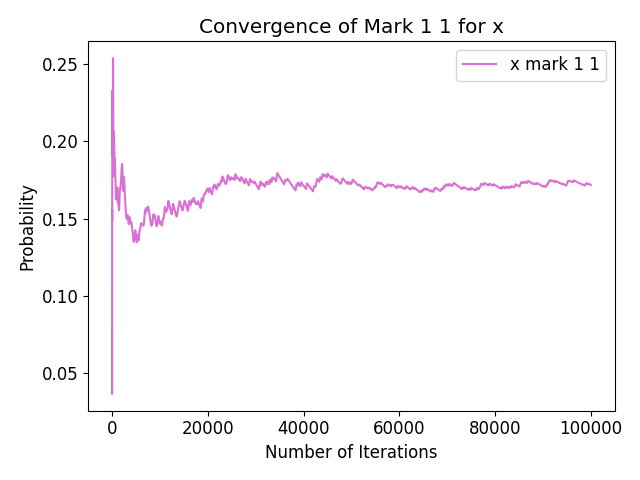 Convergence of Mark 1 1 for x
x mark 1 1
Probability
0.25
0.20
0.15
0.10
0.05
0
20000
40000
60000
80000
100000
Number of Iterations